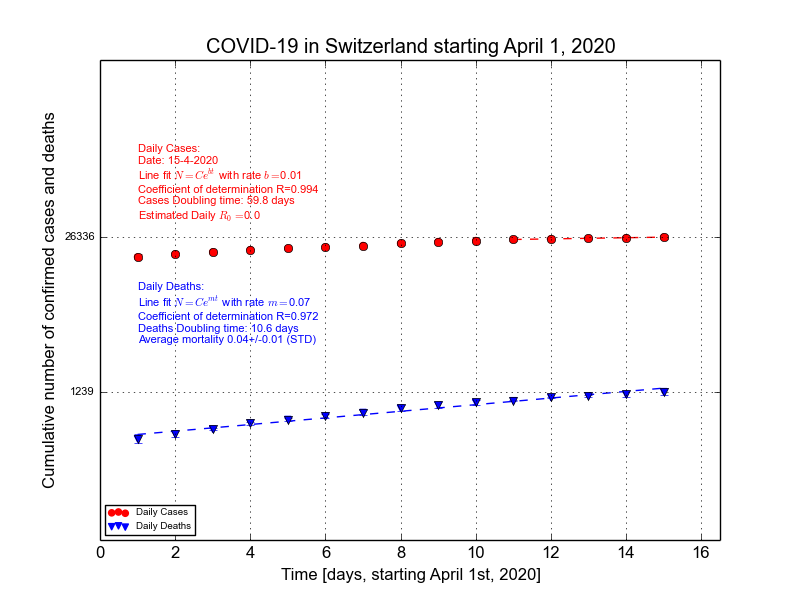 COVID-19 in Switzerland starting April 1, 2020
Cumulative number of confirmed cases and deaths
Daily Cases:
Date: 15-4-2020
Line fit N=Ce^{bt} with rate b=0.01
Coefficient of determination R=0.994
Cases Doubling time: 59.8 days
Estimated Daily R_0=0.0
26336
Daily Deaths:
Line fit N=Ce^{mt} with rate m=0.07
Coefficient of determination R=0.972
Deaths Doubling time: 10.6 days
Average mortality 0.04+/-0.01 (STD)
1239
Daily Cases
Daily Deaths
0 2 4 6 8 10 12 14 16
Time [days, starting April 1st, 2020]